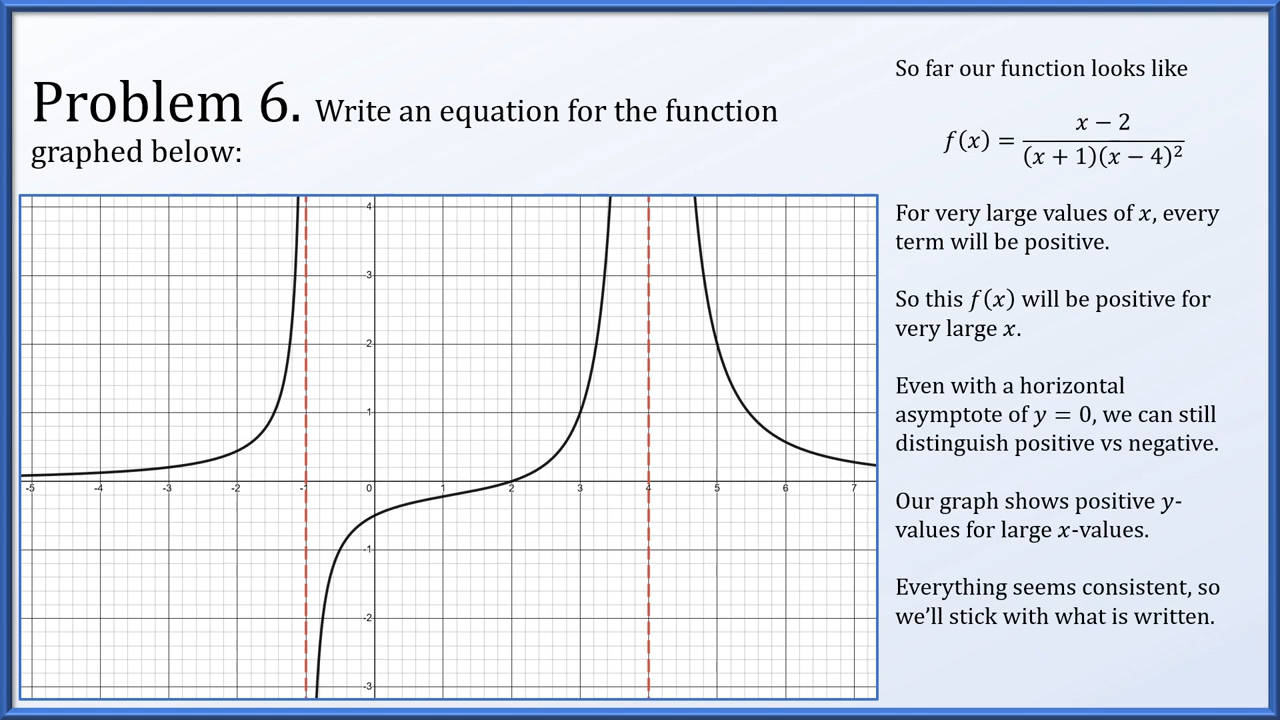 Problem 6. Write an equation for the function
graphed below:
4
3
2
1
-5 -4 -3 -2 -1 0 1 2 3 4 5 6 7
-1
-2
-3
So far our function looks like
f(x) = x − 2
(x + 1)(x − 4)²
For very large values of x, every
term will be positive.
So this f(x) will be positive for
very large x.
Even with a horizontal
asymptote of y = 0, we can still
distinguish positive vs negative.
Our graph shows positive y-
values for large x-values.
Everything seems consistent, so
we’ll stick with what is written.